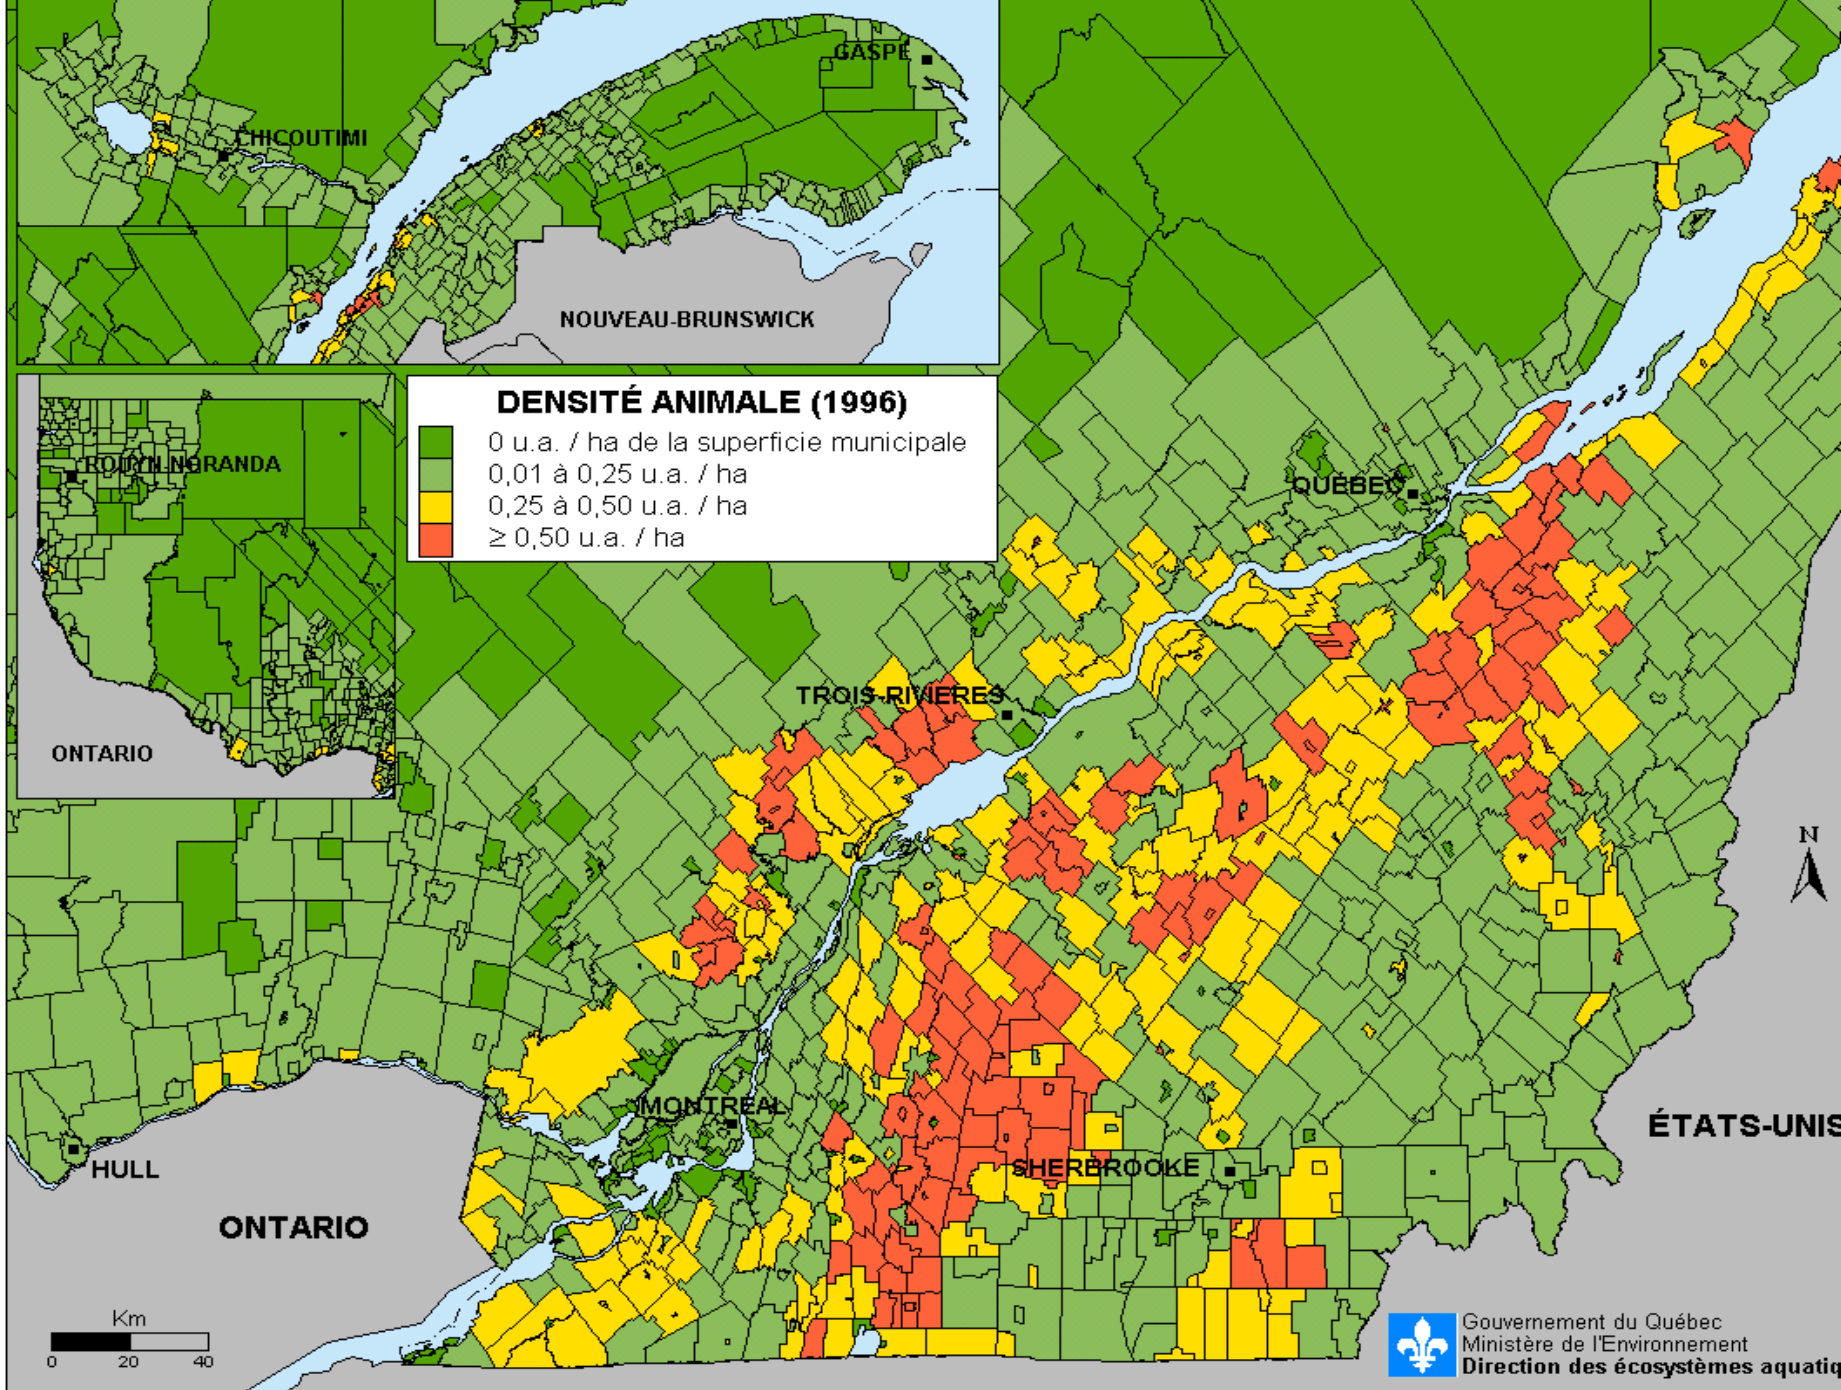 GASPÉ
CHICOUTIMI
NOUVEAU-BRUNSWICK
DENSITÉ ANIMALE (1996)
0 u.a. / ha de la superficie municipale
0,01 à 0,25 u.a. / ha
0,25 à 0,50 u.a. / ha
≥ 0,50 u.a. / ha
ROUYN-NORANDA
ONTARIO
QUÉBEC
TROIS-RIVIÈRES
N
MONTRÉAL
ÉTATS-UNIS
SHERBROOKE
HULL
ONTARIO
Km
0 20 40
Gouvernement du Québec
Ministère de l'Environnement
Direction des écosystèmes aquatiq